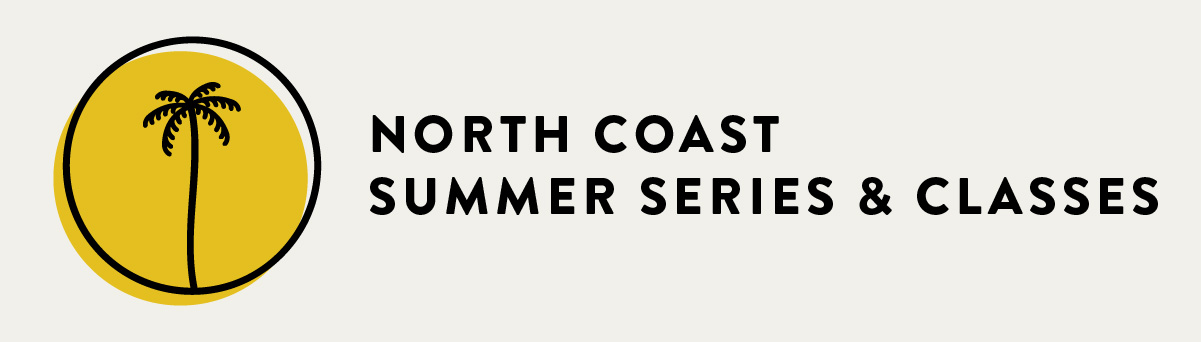 NORTH COAST
SUMMER SERIES & CLASSES